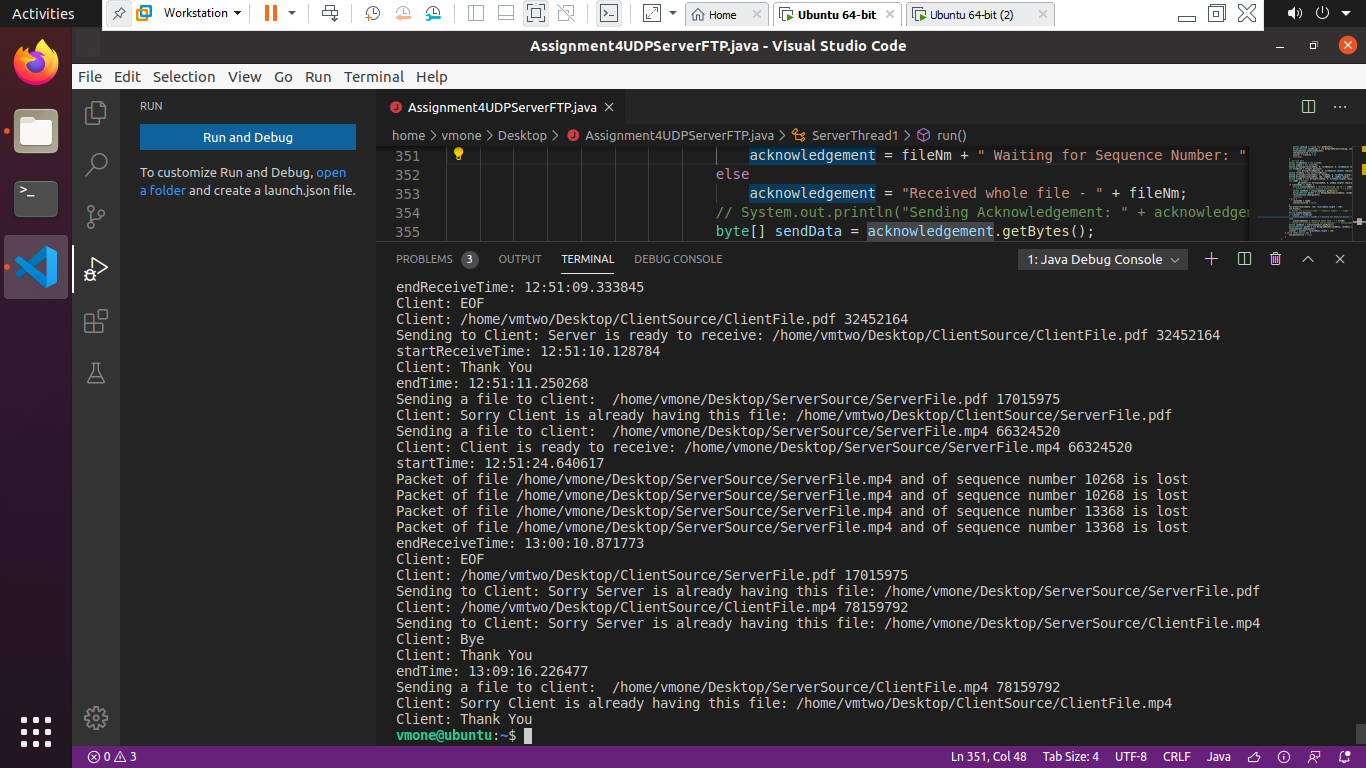 Activities
Workstation
Home
Ubuntu 64-bit
Ubuntu 64-bit (2)
Assignment4UDPServerFTP.java - Visual Studio Code
File Edit Selection View Go Run Terminal Help
RUN
Run and Debug
To customize Run and Debug, open
a folder and create a launch.json file.
Assignment4UDPServerFTP.java
home > vmone > Desktop > Assignment4UDPServerFTP.java > ServerThread1 > run()
351 acknowledgement = fileNm + " Waiting for Sequence Number: "
352 else
353 acknowledgement = "Received whole file - " + fileNm;
354 // System.out.println("Sending Acknowledgement: " + acknowledgem
355 byte[] sendData = acknowledgement.getBytes();
PROBLEMS 3 OUTPUT TERMINAL DEBUG CONSOLE 1: Java Debug Console
endReceiveTime: 12:51:09.333845
Client: EOF
Client: /home/vmtwo/Desktop/ClientSource/ClientFile.pdf 32452164
Sending to Client: Server is ready to receive: /home/vmtwo/Desktop/ClientSource/ClientFile.pdf 32452164
startReceiveTime: 12:51:10.128784
Client: Thank You
endTime: 12:51:11.250268
Sending a file to client:  /home/vmone/Desktop/ServerSource/ServerFile.pdf 17015975
Client: Sorry Client is already having this file: /home/vmtwo/Desktop/ClientSource/ServerFile.pdf
Sending a file to client:  /home/vmone/Desktop/ServerSource/ServerFile.mp4 66324520
Client: Client is ready to receive: /home/vmone/Desktop/ServerSource/ServerFile.mp4 66324520
startTime: 12:51:24.640617
Packet of file /home/vmone/Desktop/ServerSource/ServerFile.mp4 and of sequence number 10268 is lost
Packet of file /home/vmone/Desktop/ServerSource/ServerFile.mp4 and of sequence number 10268 is lost
Packet of file /home/vmone/Desktop/ServerSource/ServerFile.mp4 and of sequence number 13368 is lost
Packet of file /home/vmone/Desktop/ServerSource/ServerFile.mp4 and of sequence number 13368 is lost
endReceiveTime: 13:00:10.871773
Client: EOF
Client: /home/vmtwo/Desktop/ClientSource/ServerFile.pdf 17015975
Sending to Client: Sorry Server is already having this file: /home/vmone/Desktop/ServerSource/ServerFile.pdf
Client: /home/vmtwo/Desktop/ClientSource/ClientFile.mp4 78159792
Sending to Client: Sorry Server is already having this file: /home/vmone/Desktop/ServerSource/ClientFile.mp4
Client: Bye
Client: Thank You
endTime: 13:09:16.226477
Sending a file to client:  /home/vmone/Desktop/ServerSource/ClientFile.mp4 78159792
Client: Sorry Client is already having this file: /home/vmtwo/Desktop/ClientSource/ClientFile.mp4
Client: Thank You
vmone@ubuntu:~$
0 3 Ln 351, Col 48 Tab Size: 4 UTF-8 CRLF Java